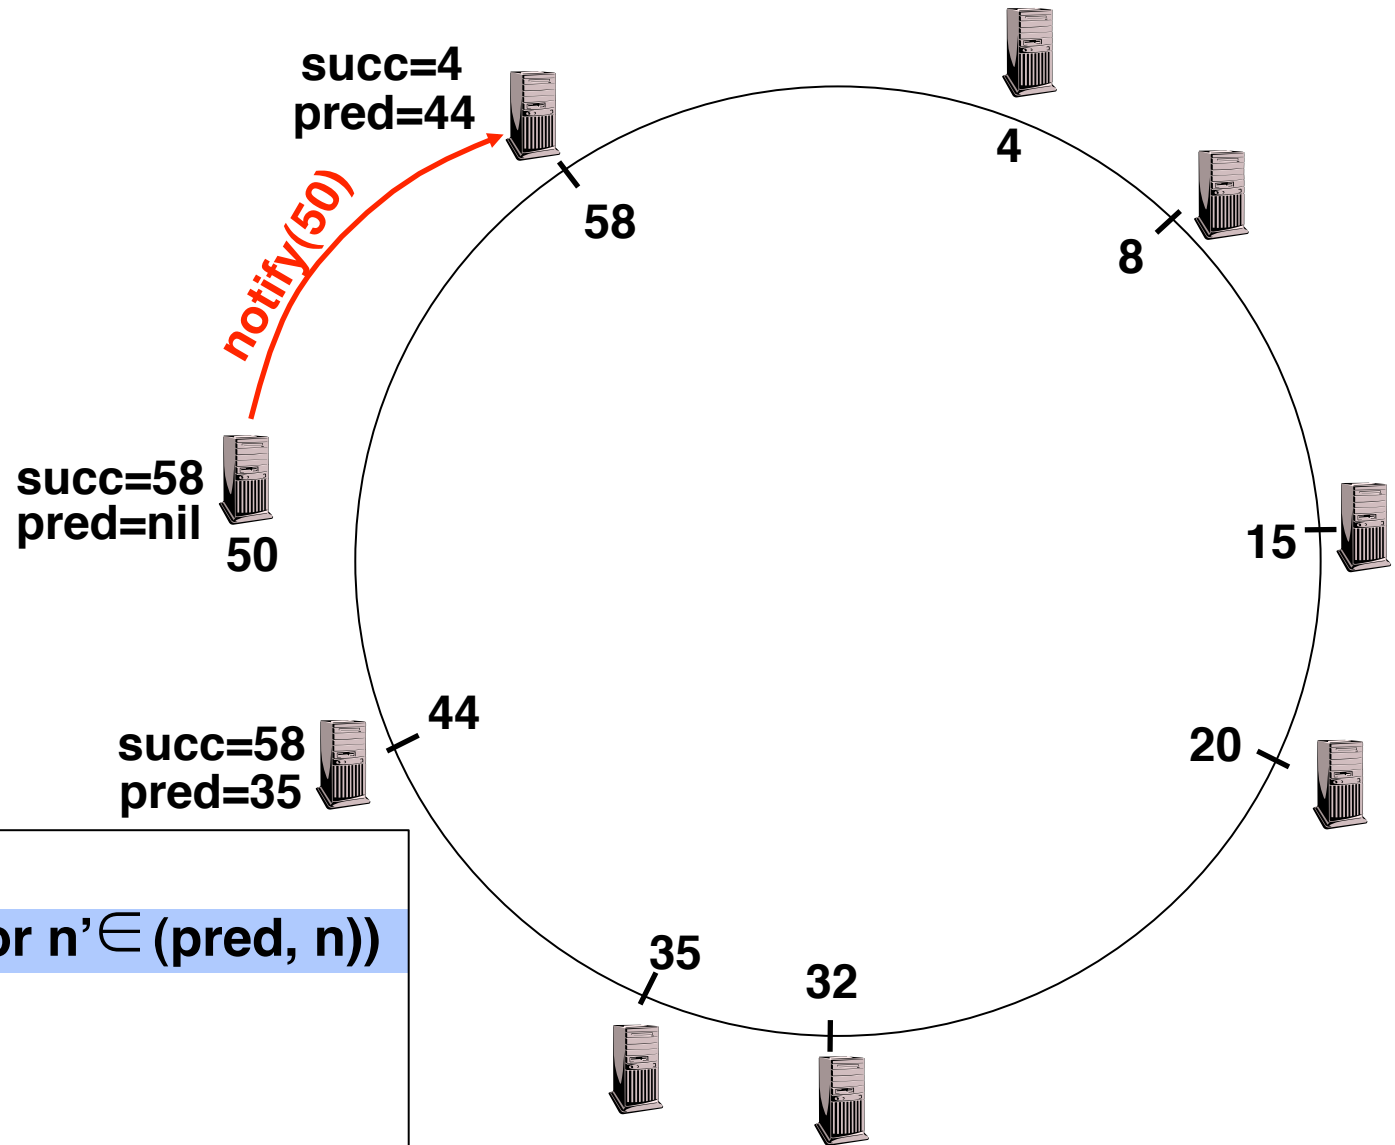 succ=4
pred=44
4
58
8
notify(50)
succ=58
pred=nil
50
15
44
succ=58
pred=35
20
n'∈(pred, n))
35
32